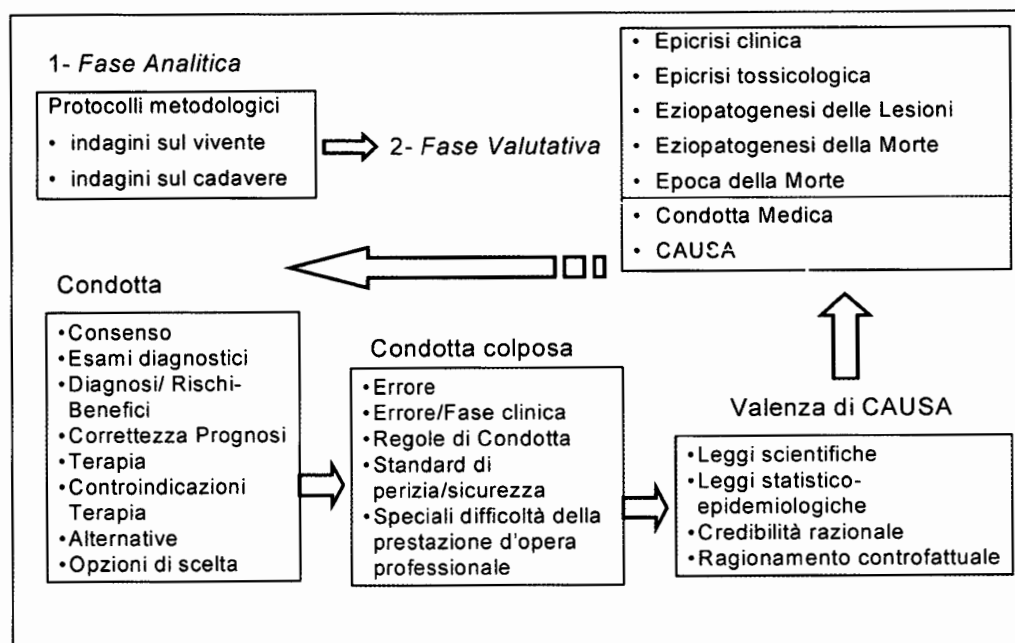 1- Fase Analitica
Protocolli metodologici
• indagini sul vivente
• indagini sul cadavere
2- Fase Valutativa
• Epicrisi clinica
• Epicrisi tossicologica
• Eziopatogenesi delle Lesioni
• Eziopatogenesi della Morte
• Epoca della Morte
• Condotta Medica
• CAUSA
Condotta
•Consenso
•Esami diagnostici
•Diagnosi/ Rischi-
Benefici
•Correttezza Prognosi
•Terapia
•Controindicazioni
Terapia
•Alternative
•Opzioni di scelta
Condotta colposa
•Errore
•Errore/Fase clinica
•Regole di Condotta
•Standard di
perizia/sicurezza
•Speciali difficoltà della
prestazione d'opera
professionale
Valenza di CAUSA
•Leggi scientifiche
•Leggi statistico-
epidemiologiche
•Credibilità razionale
•Ragionamento controfattuale